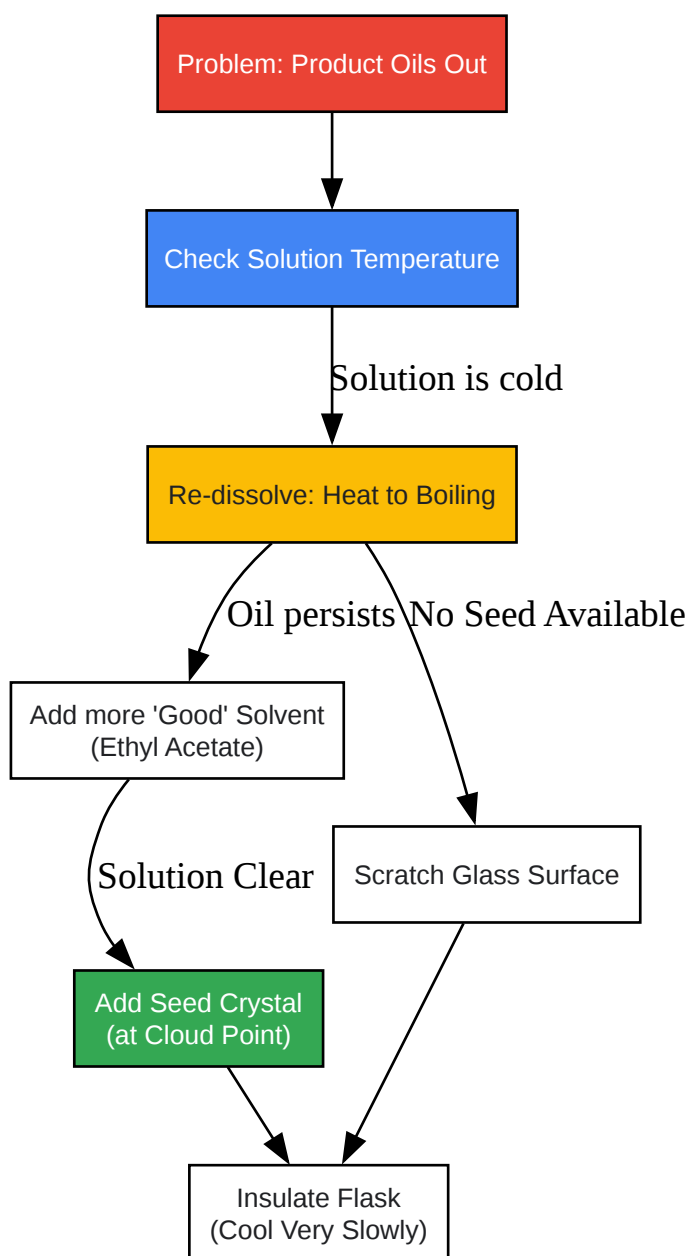 Problem: Product Oils Out
Check Solution Temperature
Solution is cold
Re-dissolve: Heat to Boiling
Oil persists
No Seed Available
Add more 'Good' Solvent
(Ethyl Acetate)
Solution Clear
Scratch Glass Surface
Add Seed Crystal
(at Cloud Point)
Insulate Flask
(Cool Very Slowly)